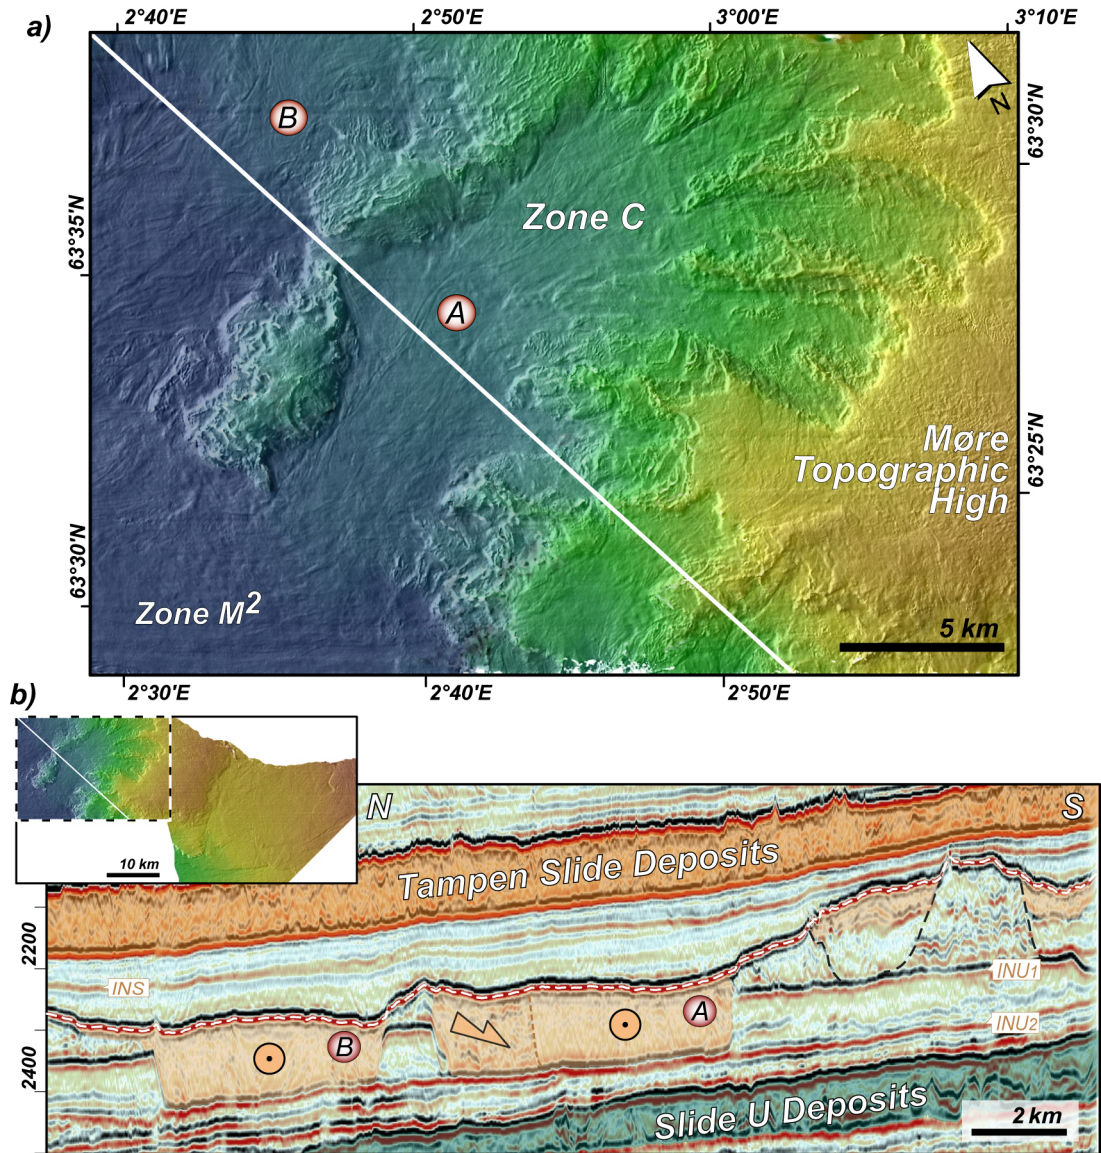 a)
2°40'E 2°50'E 3°00'E 3°10'E
N
B
63°30'N
Zone C
63°35'N
A
63°25'N
Møre
Topographic
High
63°30'N
Zone M²
5 km
2°30'E 2°40'E 2°50'E
b)
10 km
N
S
Tampen Slide Deposits
2200
INS
INU1
A
INU2
B
2400
Slide U Deposits
2 km